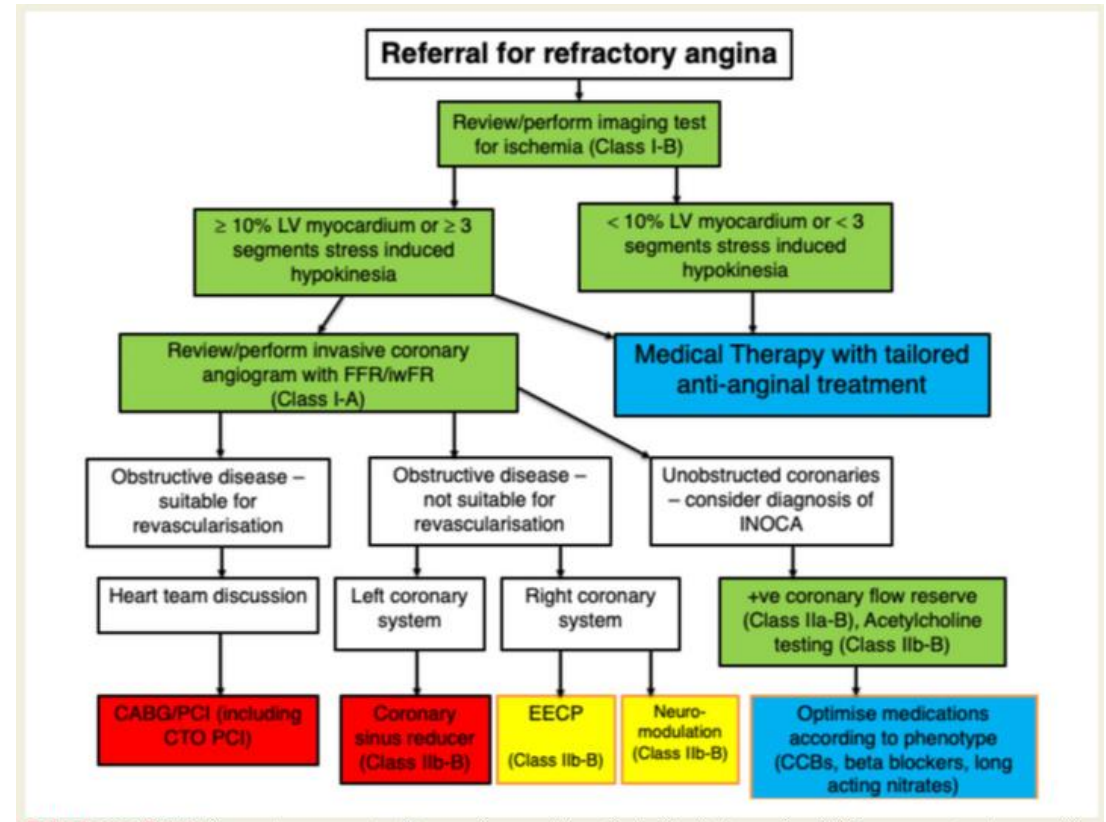 Referral for refractory angina
Review/perform imaging test
for ischemia (Class I-B)
≥ 10% LV myocardium or ≥ 3
segments stress induced
hypokinesia
< 10% LV myocardium or < 3
segments stress induced
hypokinesia
Review/perform invasive coronary
angiogram with FFR/iwFR
(Class I-A)
Medical Therapy with tailored
anti-anginal treatment
Obstructive disease –
suitable for
revascularisation
Obstructive disease –
not suitable for
revascularisation
Unobstructed coronaries
– consider diagnosis of
INOCA
Heart team discussion
Left coronary
system
Right coronary
system
+ve coronary flow reserve
(Class IIa-B), Acetylcholine
testing (Class IIb-B)
CABG/PCI (including
CTO PCI)
Coronary
sinus reducer
(Class IIb-B)
EECP
(Class IIb-B)
Neuro-
modulation
(Class IIb-B)
Optimise medications
according to phenotype
(CCBs, beta blockers, long
acting nitrates)